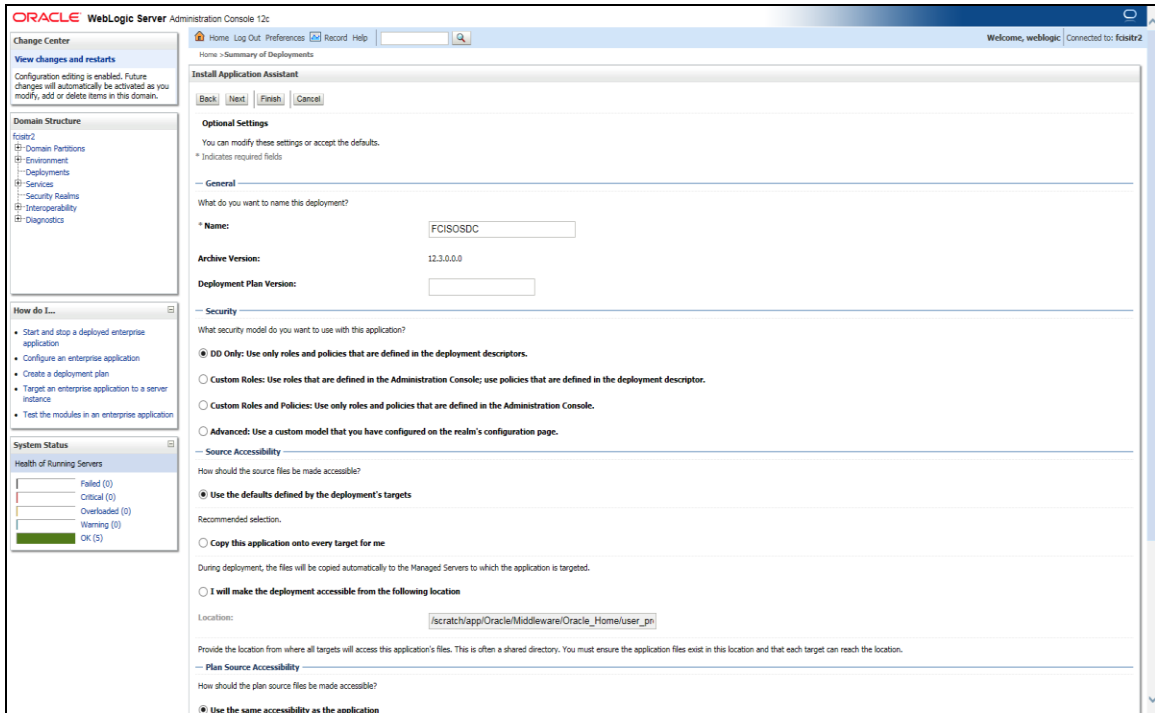 ORACLE WebLogic Server Administration Console 12c
Change Center
View changes and restarts
Configuration editing is enabled. Future
changes will automatically be activated as you
modify, add or delete items in this domain.
Domain Structure
fcisitr2
Domain Partitions
Environment
Deployments
Services
Security Realms
Interoperability
Diagnostics
How do I...
Start and stop a deployed enterprise
application
Configure an enterprise application
Create a deployment plan
Target an enterprise application to a server
instance
Test the modules in an enterprise application
System Status
Health of Running Servers
Failed (0)
Critical (0)
Overloaded (0)
Warning (0)
OK (5)
Home Log Out Preferences Record Help
Welcome, weblogic Connected to: fcisitr2
Home >Summary of Deployments
Install Application Assistant
Back Next Finish Cancel
Optional Settings
You can modify these settings or accept the defaults.
* Indicates required fields
General
What do you want to name this deployment?
* Name: FCISOSDC
Archive Version: 12.3.0.0.0
Deployment Plan Version:
Security
What security model do you want to use with this application?
DD Only: Use only roles and policies that are defined in the deployment descriptors.
Custom Roles: Use roles that are defined in the Administration Console; use policies that are defined in the deployment descriptor.
Custom Roles and Policies: Use only roles and policies that are defined in the Administration Console.
Advanced: Use a custom model that you have configured on the realm's configuration page.
Source Accessibility
How should the source files be made accessible?
Use the defaults defined by the deployment's targets
Recommended selection.
Copy this application onto every target for me
During deployment, the files will be copied automatically to the Managed Servers to which the application is targeted.
I will make the deployment accessible from the following location
Location: /scratch/app/Oracle/Middleware/Oracle_Home/user_pr
Provide the location from where all targets will access this application's files. This is often a shared directory. You must ensure the application files exist in this location and that each target can reach the location.
Plan Source Accessibility
How should the plan source files be made accessible?
Use the same accessibility as the application